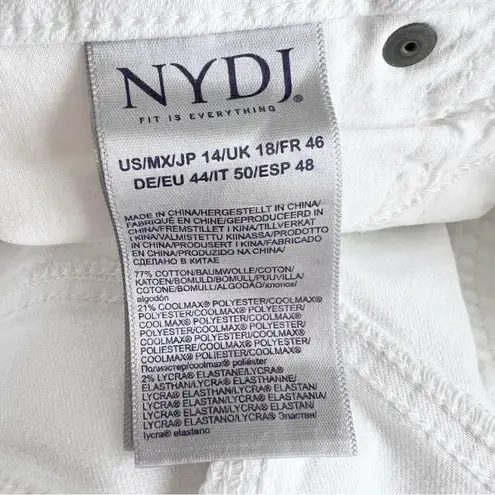 NYDJ®
FIT IS EVERYTHING
US/MX/JP 14/UK 18/FR 46
DE/EU 44/IT 50/ESP 48
MADE IN CHINA/HERGESTELLT IN CHINA/
FABRIQUÉ EN CHINE/GEPRODUCEERD IN
CHINA/FREMSTILLET I KINA/TILLVERKAT
I KINA/VALMISTETTU KIINASSA/PRODOTTO
IN CHINA/PRODUSERT I KINA/FABRICADO
EN CHINA/PRODUZIDO NA CHINA/
СДЕЛАНО В КИТАЕ
77% COTTON/BAUMWOLLE/COTON/
KATOEN/BOMULD/BOMULL/PUUVILLA/
COTONE/BOMULL/ALGODÃO/хлопок/
algodón
21% COOLMAX® POLYESTER/COOLMAX®
POLYESTER/COOLMAX® POLYESTER/
COOLMAX® POLYESTER/COOLMAX®
POLYESTER/COOLMAX® POLYESTER/
COOLMAX® POLYESTERI/COOLMAX®
POLIESTERE/COOLMAX® POLYESTER/
COOLMAX® POLIÉSTER/COOLMAX®
Полиэстер/coolmax® poliéster
2% LYCRA® ELASTANE/LYCRA®
ELASTHAN/LYCRA® ELASTHANNE/
LYCRA® ELASTAAN/LYCRA® ELASTAN/
LYCRA® ELASTAN/LYCRA® ELASTAANIA/
LYCRA® ELASTAN/LYCRA® ELASTAN/
LYCRA® ELASTANO/LYCRA® Эластан/
lycra® elastano